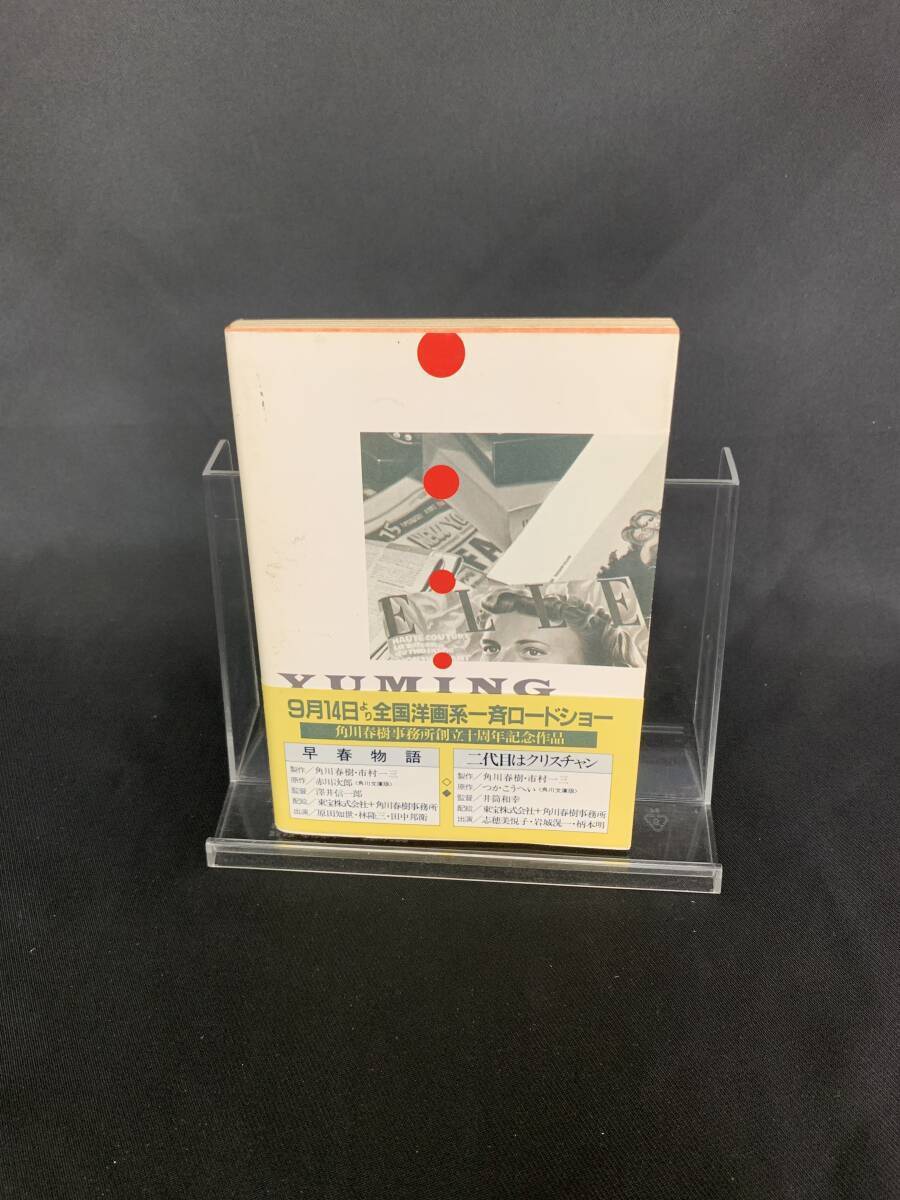 15
NEW YO
ELLE
HAUTE COUTURE
YUMING
9月14日より全国洋画系一斉ロードショー
角川春樹事務所創立十周年記念作品
早春物語
製作/角川春樹・市村一三
原作/赤川次郎〈角川文庫版〉
監督/澤井信一郎
配給/東宝株式会社+角川春樹事務所
出演/原田知世・林隆三・田中邦衛
二代目はクリスチャン
製作/角川春樹・市村一三
原作/つかこうへい〈角川文庫版〉
監督/井筒和幸
配給/東宝株式会社+角川春樹事務所
出演/志穂美悦子・岩城滉一・柄本明